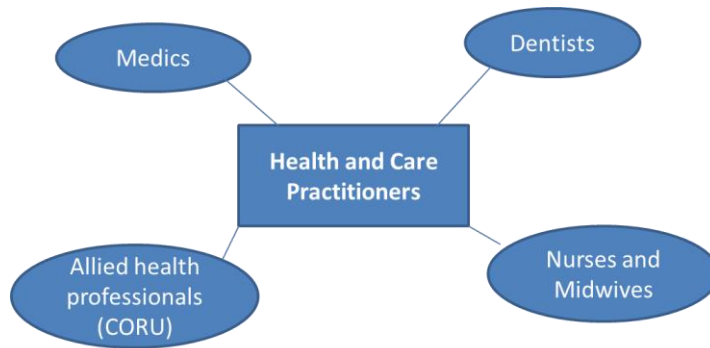 Medics
Dentists
Health and Care
Practitioners
Allied health
professionals
(CORU)
Nurses and
Midwives